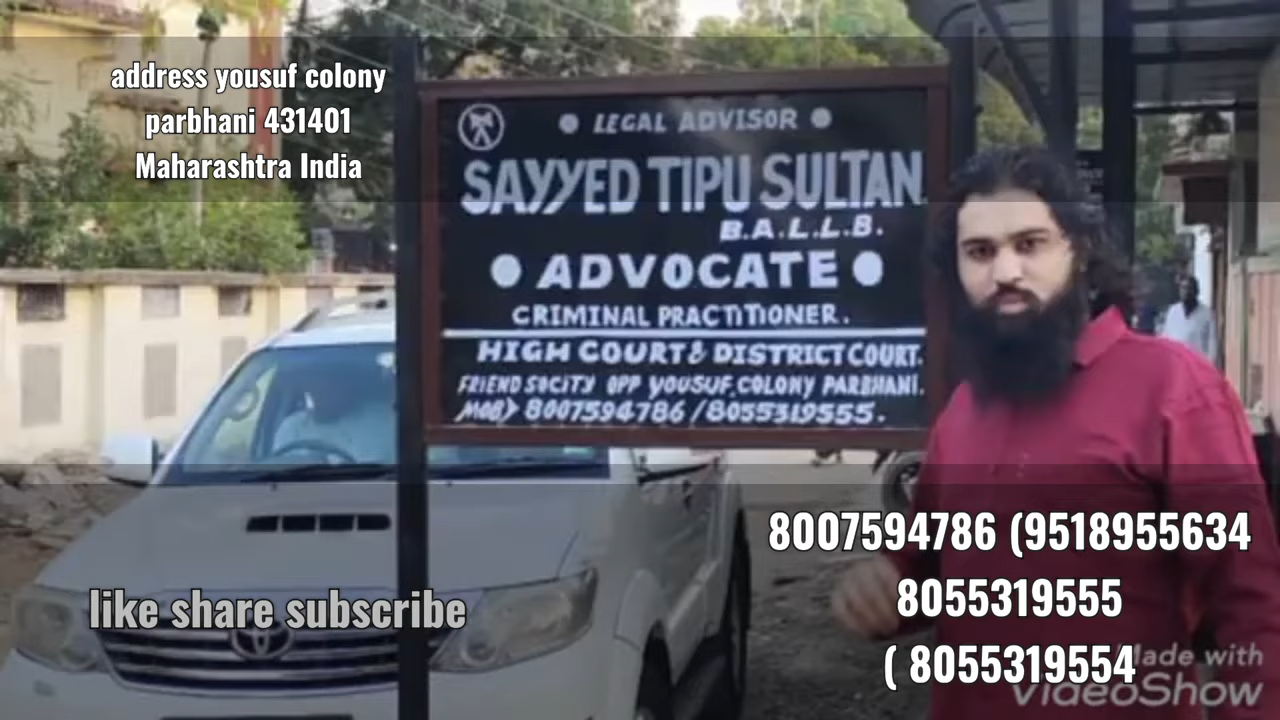 address yousuf colony
parbhani 431401
Maharashtra India
LEGAL ADVISOR
SAYYED TIPU SULTAN
B.A.L.L.B.
ADVOCATE
CRIMINAL PRACTITIONER.
HIGH COURT & DISTRICT COURT.
FRIEND SOCITY OPP YOUSUF, COLONY PARBHANI.
MOB) 8007594786 / 8055319555.
8007594786 (9518955634
8055319555
( 8055319554
like share subscribe
Made with
VideoShow